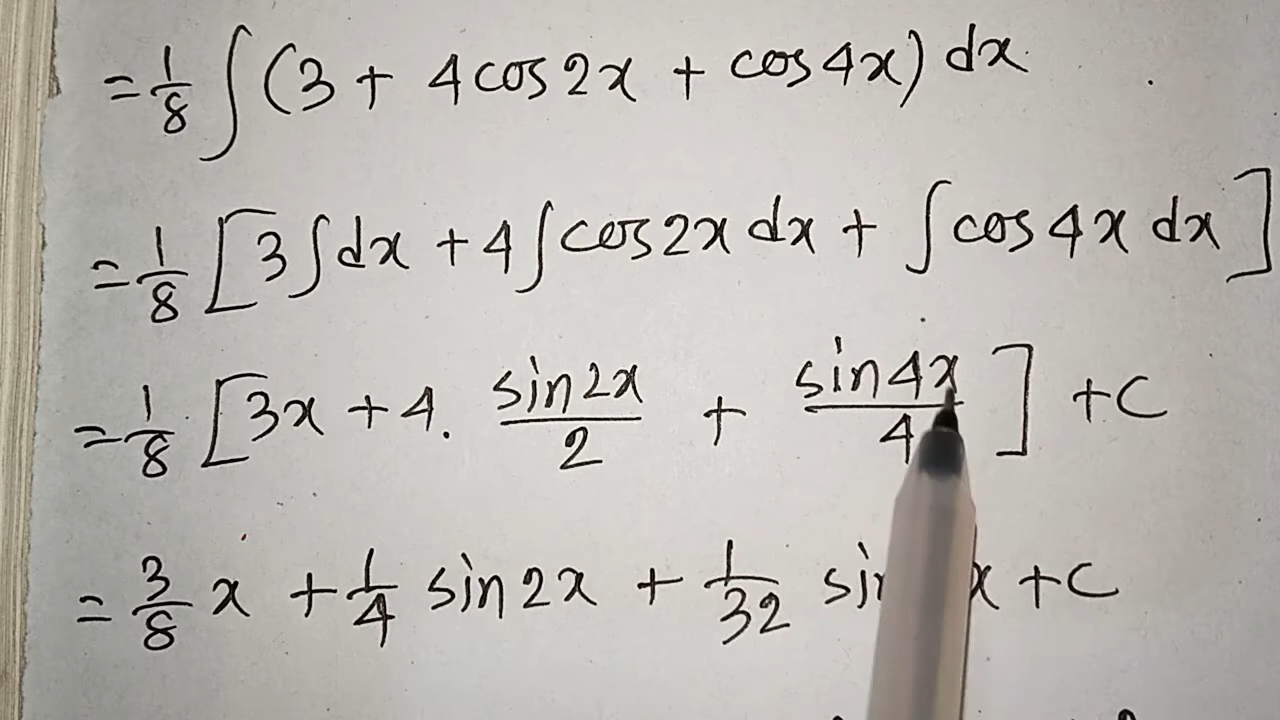 = 1/8 ∫ (3 + 4cos2x + cos4x) dx
= 1/8 [3∫dx + 4∫cos2x dx + ∫cos4x dx]
= 1/8 [3x + 4. sin2x/2 + sin4x/4] + c
= 3/8 x + 1/4 sin2x + 1/32 si x + c